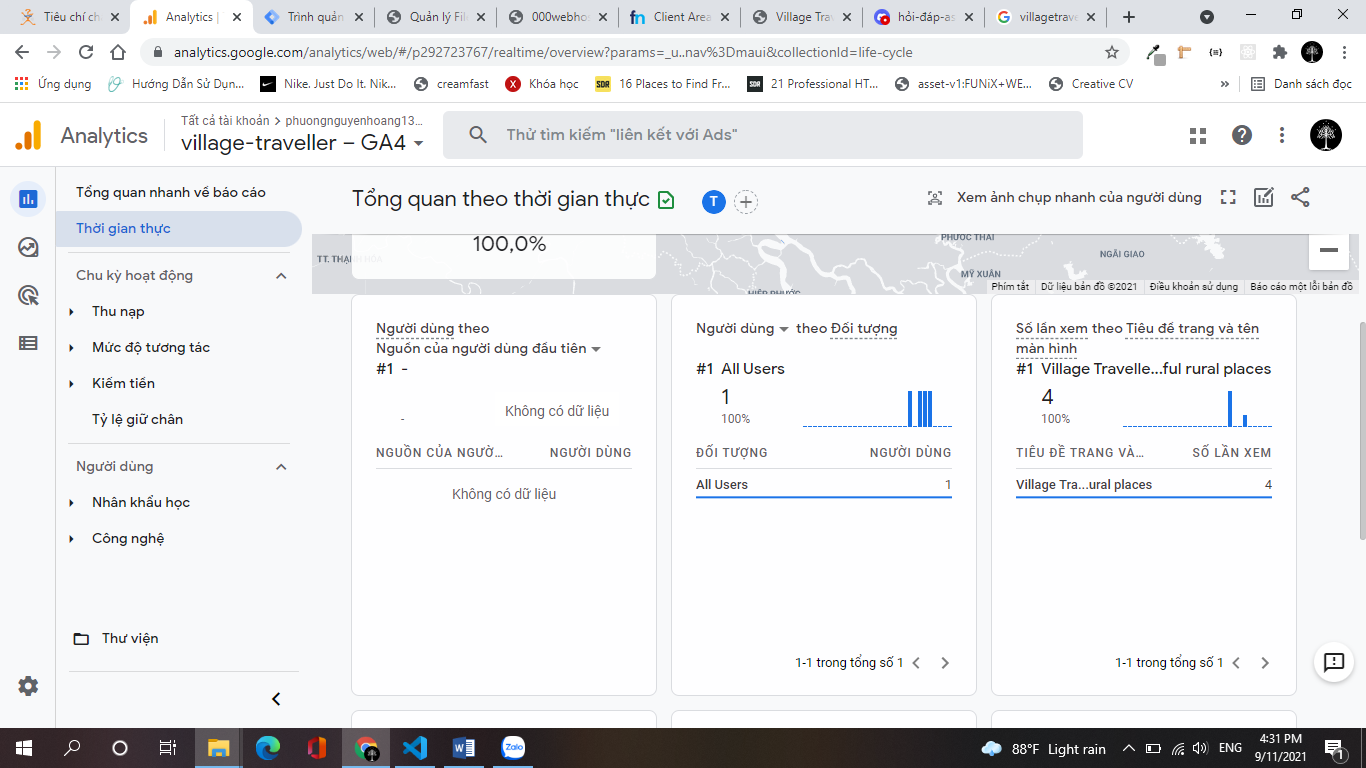 Tiêu chí ch
Analytics |
Trình quản
Quản lý File
000webhos
Client Area
Village Trav
hỏi-đáp-as
villagetrave
analytics.google.com/analytics/web/#/p292723767/realtime/overview?params=_u..nav%3Dmaui&collectionId=life-cycle
Ứng dụng
Hướng Dẫn Sử Dụn...
Nike. Just Do It. Nik...
creamfast
Khóa học
SDR
16 Places to Find Fr...
SDR
21 Professional HT...
asset-v1:FUNiX+WE...
Creative CV
»
Danh sách đọc
Analytics
Tất cả tài khoản > phuongnguyenhoang13...
village-traveller – GA4
Thử tìm kiếm "liên kết với Ads"
Tổng quan nhanh về báo cáo
Thời gian thực
Chu kỳ hoạt động
Thu nạp
Mức độ tương tác
Kiếm tiền
Tỷ lệ giữ chân
Người dùng
Nhân khẩu học
Công nghệ
Thư viện
Tổng quan theo thời gian thực
T
Xem ảnh chụp nhanh của người dùng
100,0%
PHƯỚC THÁI
NGÃI GIAO
MỸ XUÂN
HIỆP PHƯỚC
Phím tắt
Dữ liệu bản đồ ©2021
Điều khoản sử dụng
Báo cáo một lỗi bản đồ
Người dùng theo
Nguồn của người dùng đầu tiên
#1 -
-
Không có dữ liệu
NGUỒN CỦA NGƯỜ...
NGƯỜI DÙNG
Không có dữ liệu
Người dùng theo Đối tượng
#1 All Users
1
100%
ĐỐI TƯỢNG
NGƯỜI DÙNG
All Users
1
1-1 trong tổng số 1
Số lần xem theo Tiêu đề trang và tên
màn hình
#1 Village Travelle...ful rural places
4
100%
TIÊU ĐỀ TRANG VÀ...
SỐ LẦN XEM
Village Tra...ural places
4
1-1 trong tổng số 1
Zalo
88°F Light rain
ENG
4:31 PM
9/11/2021
1